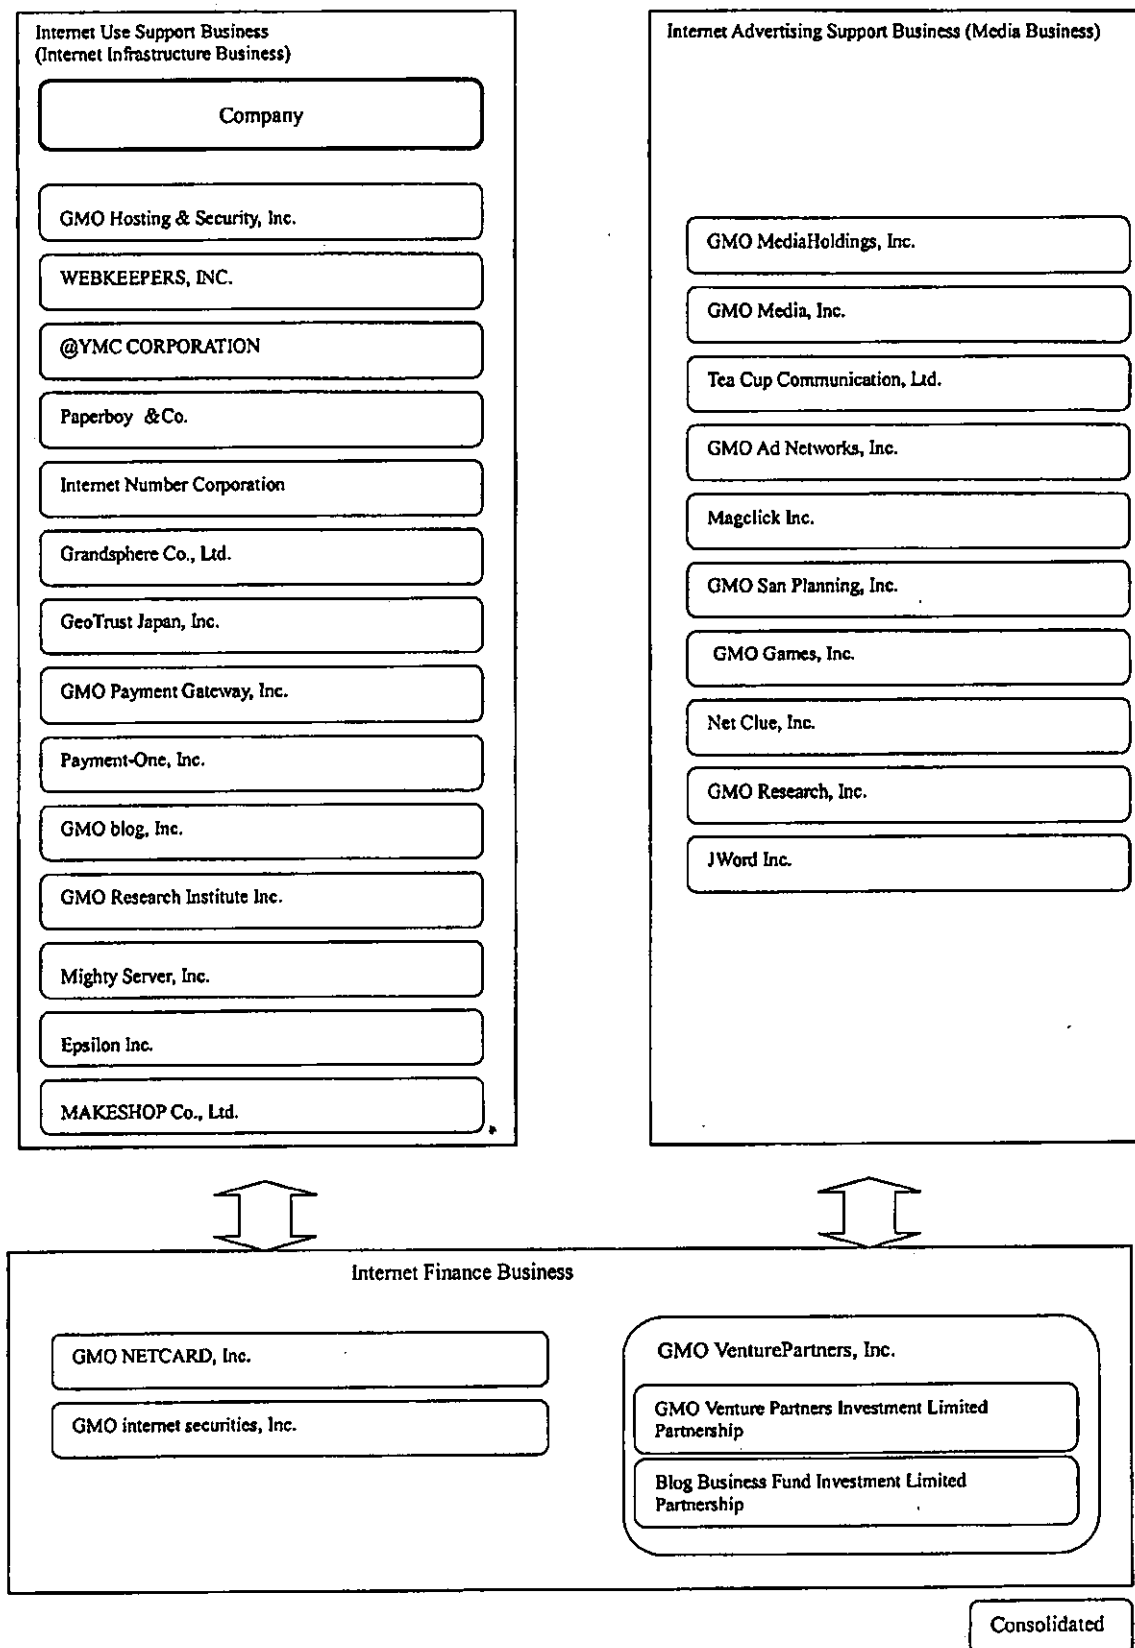 Internet Use Support Business
(Internet Infrastructure Business)
Company
GMO Hosting & Security, Inc.
WEBKEEPERS, INC.
@YMC CORPORATION
Paperboy &Co.
Internet Number Corporation
Grandsphere Co., Ltd.
GeoTrust Japan, Inc.
GMO Payment Gateway, Inc.
Payment-One, Inc.
GMO blog, Inc.
GMO Research Institute Inc.
Mighty Server, Inc.
Epsilon Inc.
MAKESHOP Co., Ltd.
Internet Advertising Support Business (Media Business)
GMO MediaHoldings, Inc.
GMO Media, Inc.
Tea Cup Communication, Ltd.
GMO Ad Networks, Inc.
Magclick Inc.
GMO San Planning, Inc.
GMO Games, Inc.
Net Clue, Inc.
GMO Research, Inc.
JWord Inc.
Internet Finance Business
GMO NETCARD, Inc.
GMO internet securities, Inc.
GMO VenturePartners, Inc.
GMO Venture Partners Investment Limited
Partnership
Blog Business Fund Investment Limited
Partnership
Consolidated